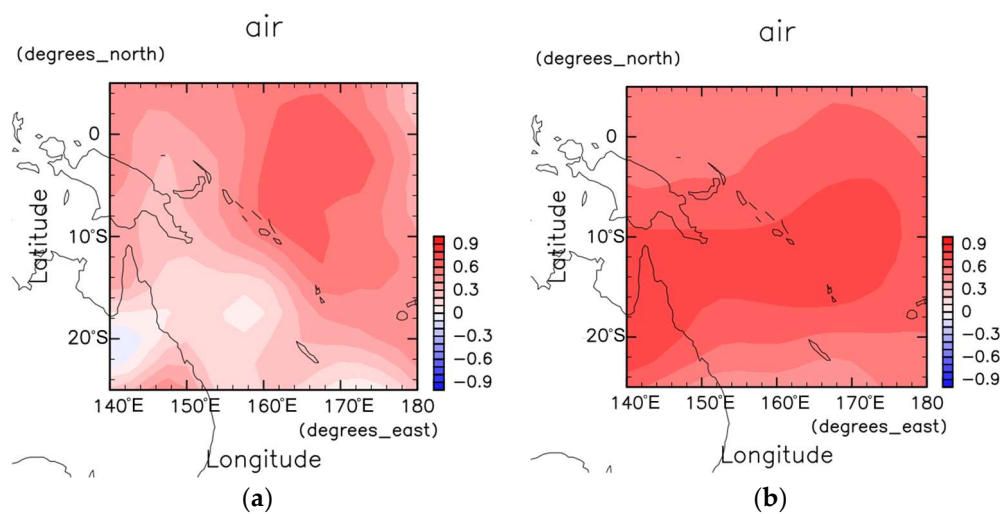 air
(degrees_north)
0
10°S
20°S
Latitude
140°E 150°E 160°E 170°E 180
(degrees_east)
Longitude
0.9
0.6
0.3
0
−0.3
−0.6
−0.9
(a)
air
(degrees_north)
0
10°S
20°S
Latitude
140°E 150°E 160°E 170°E 180
(degrees_east)
Longitude
0.9
0.6
0.3
0
−0.3
−0.6
−0.9
(b)